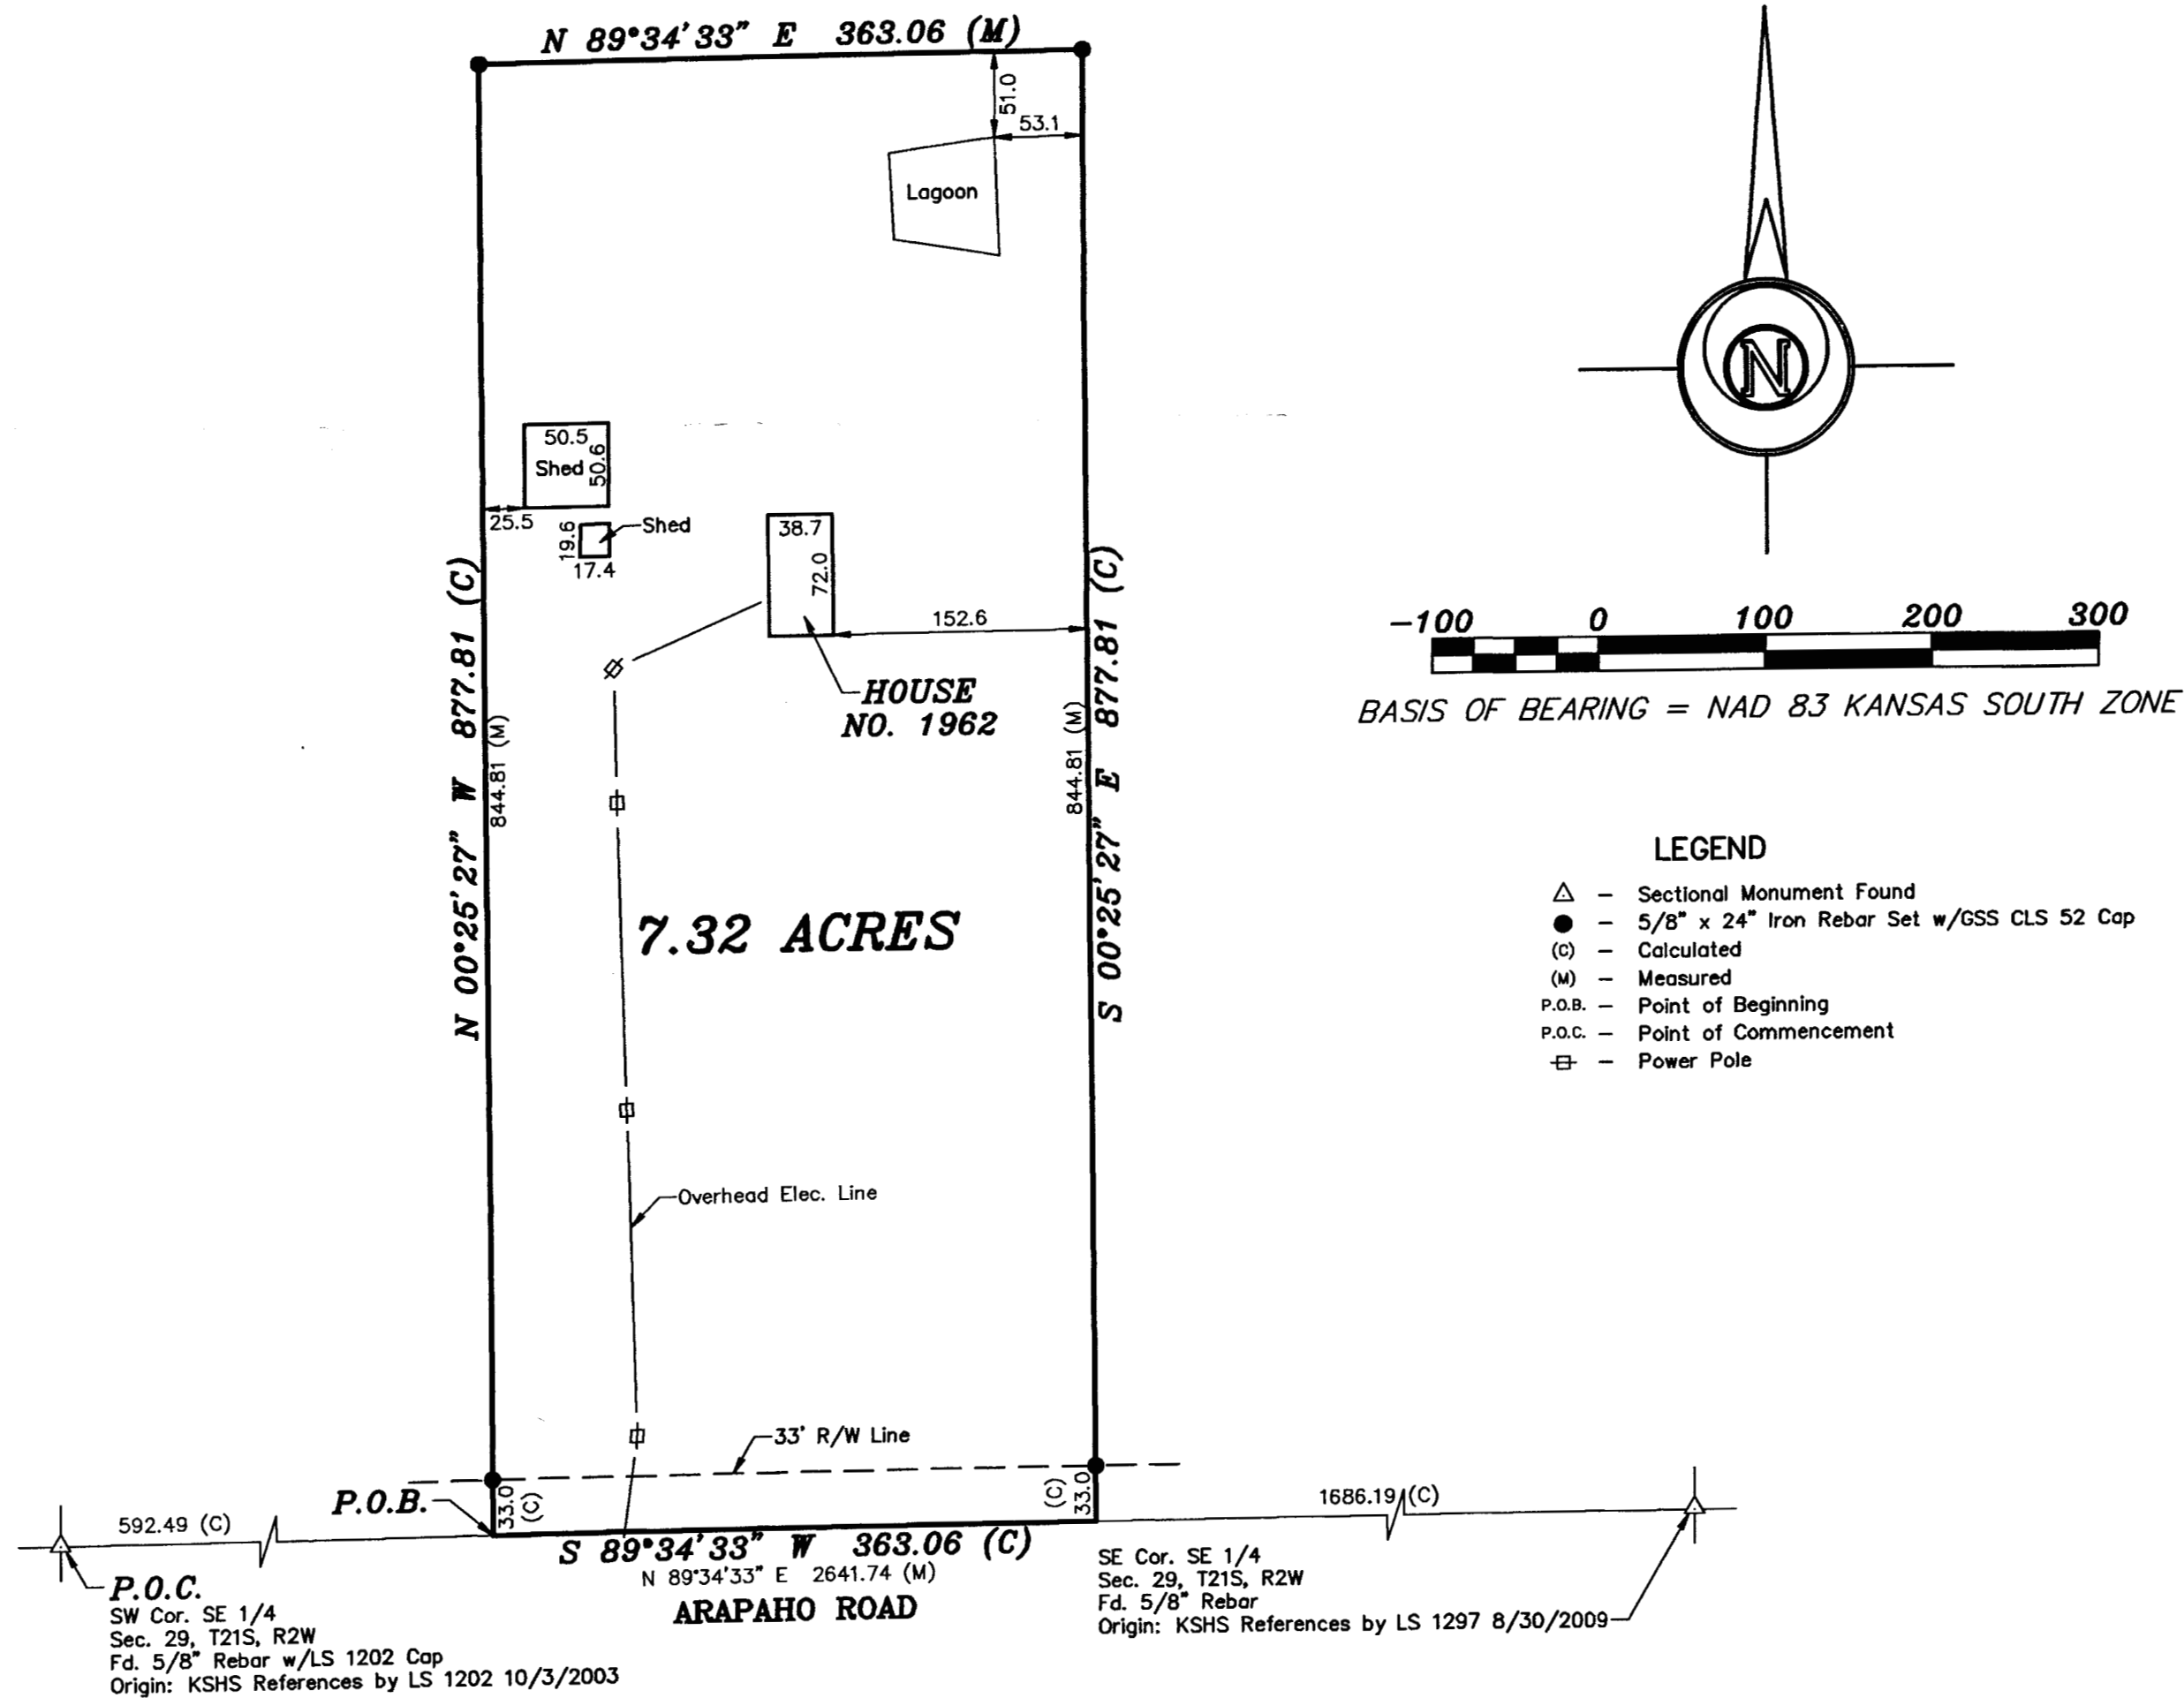 N 89°34'33" E 363.06 (M)
51.0
53.1
Lagoon
N
50.5
Shed
50.6
25.5
19.6
Shed
17.4
38.7
72.0
152.6
HOUSE
NO. 1962
N 00°25'27" W 877.81 (C)
844.81 (M)
S 00°25'27" E 877.81 (C)
844.81 (M)
-100 0 100 200 300
BASIS OF BEARING = NAD 83 KANSAS SOUTH ZONE
LEGEND
- Sectional Monument Found
- 5/8" x 24" Iron Rebar Set w/GSS CLS 52 Cap
(C) - Calculated
(M) - Measured
P.O.B. - Point of Beginning
P.O.C. - Point of Commencement
- Power Pole
7.32 ACRES
Overhead Elec. Line
33' R/W Line
P.O.B.
33.0
(C)
(C)
33.0
592.49 (C)
1686.19 (C)
S 89°34'33" W 363.06 (C)
N 89°34'33" E 2641.74 (M)
ARAPAHO ROAD
P.O.C.
SW Cor. SE 1/4
Sec. 29, T21S, R2W
Fd. 5/8" Rebar w/LS 1202 Cap
Origin: KSHS References by LS 1202 10/3/2003
SE Cor. SE 1/4
Sec. 29, T21S, R2W
Fd. 5/8" Rebar
Origin: KSHS References by LS 1297 8/30/2009